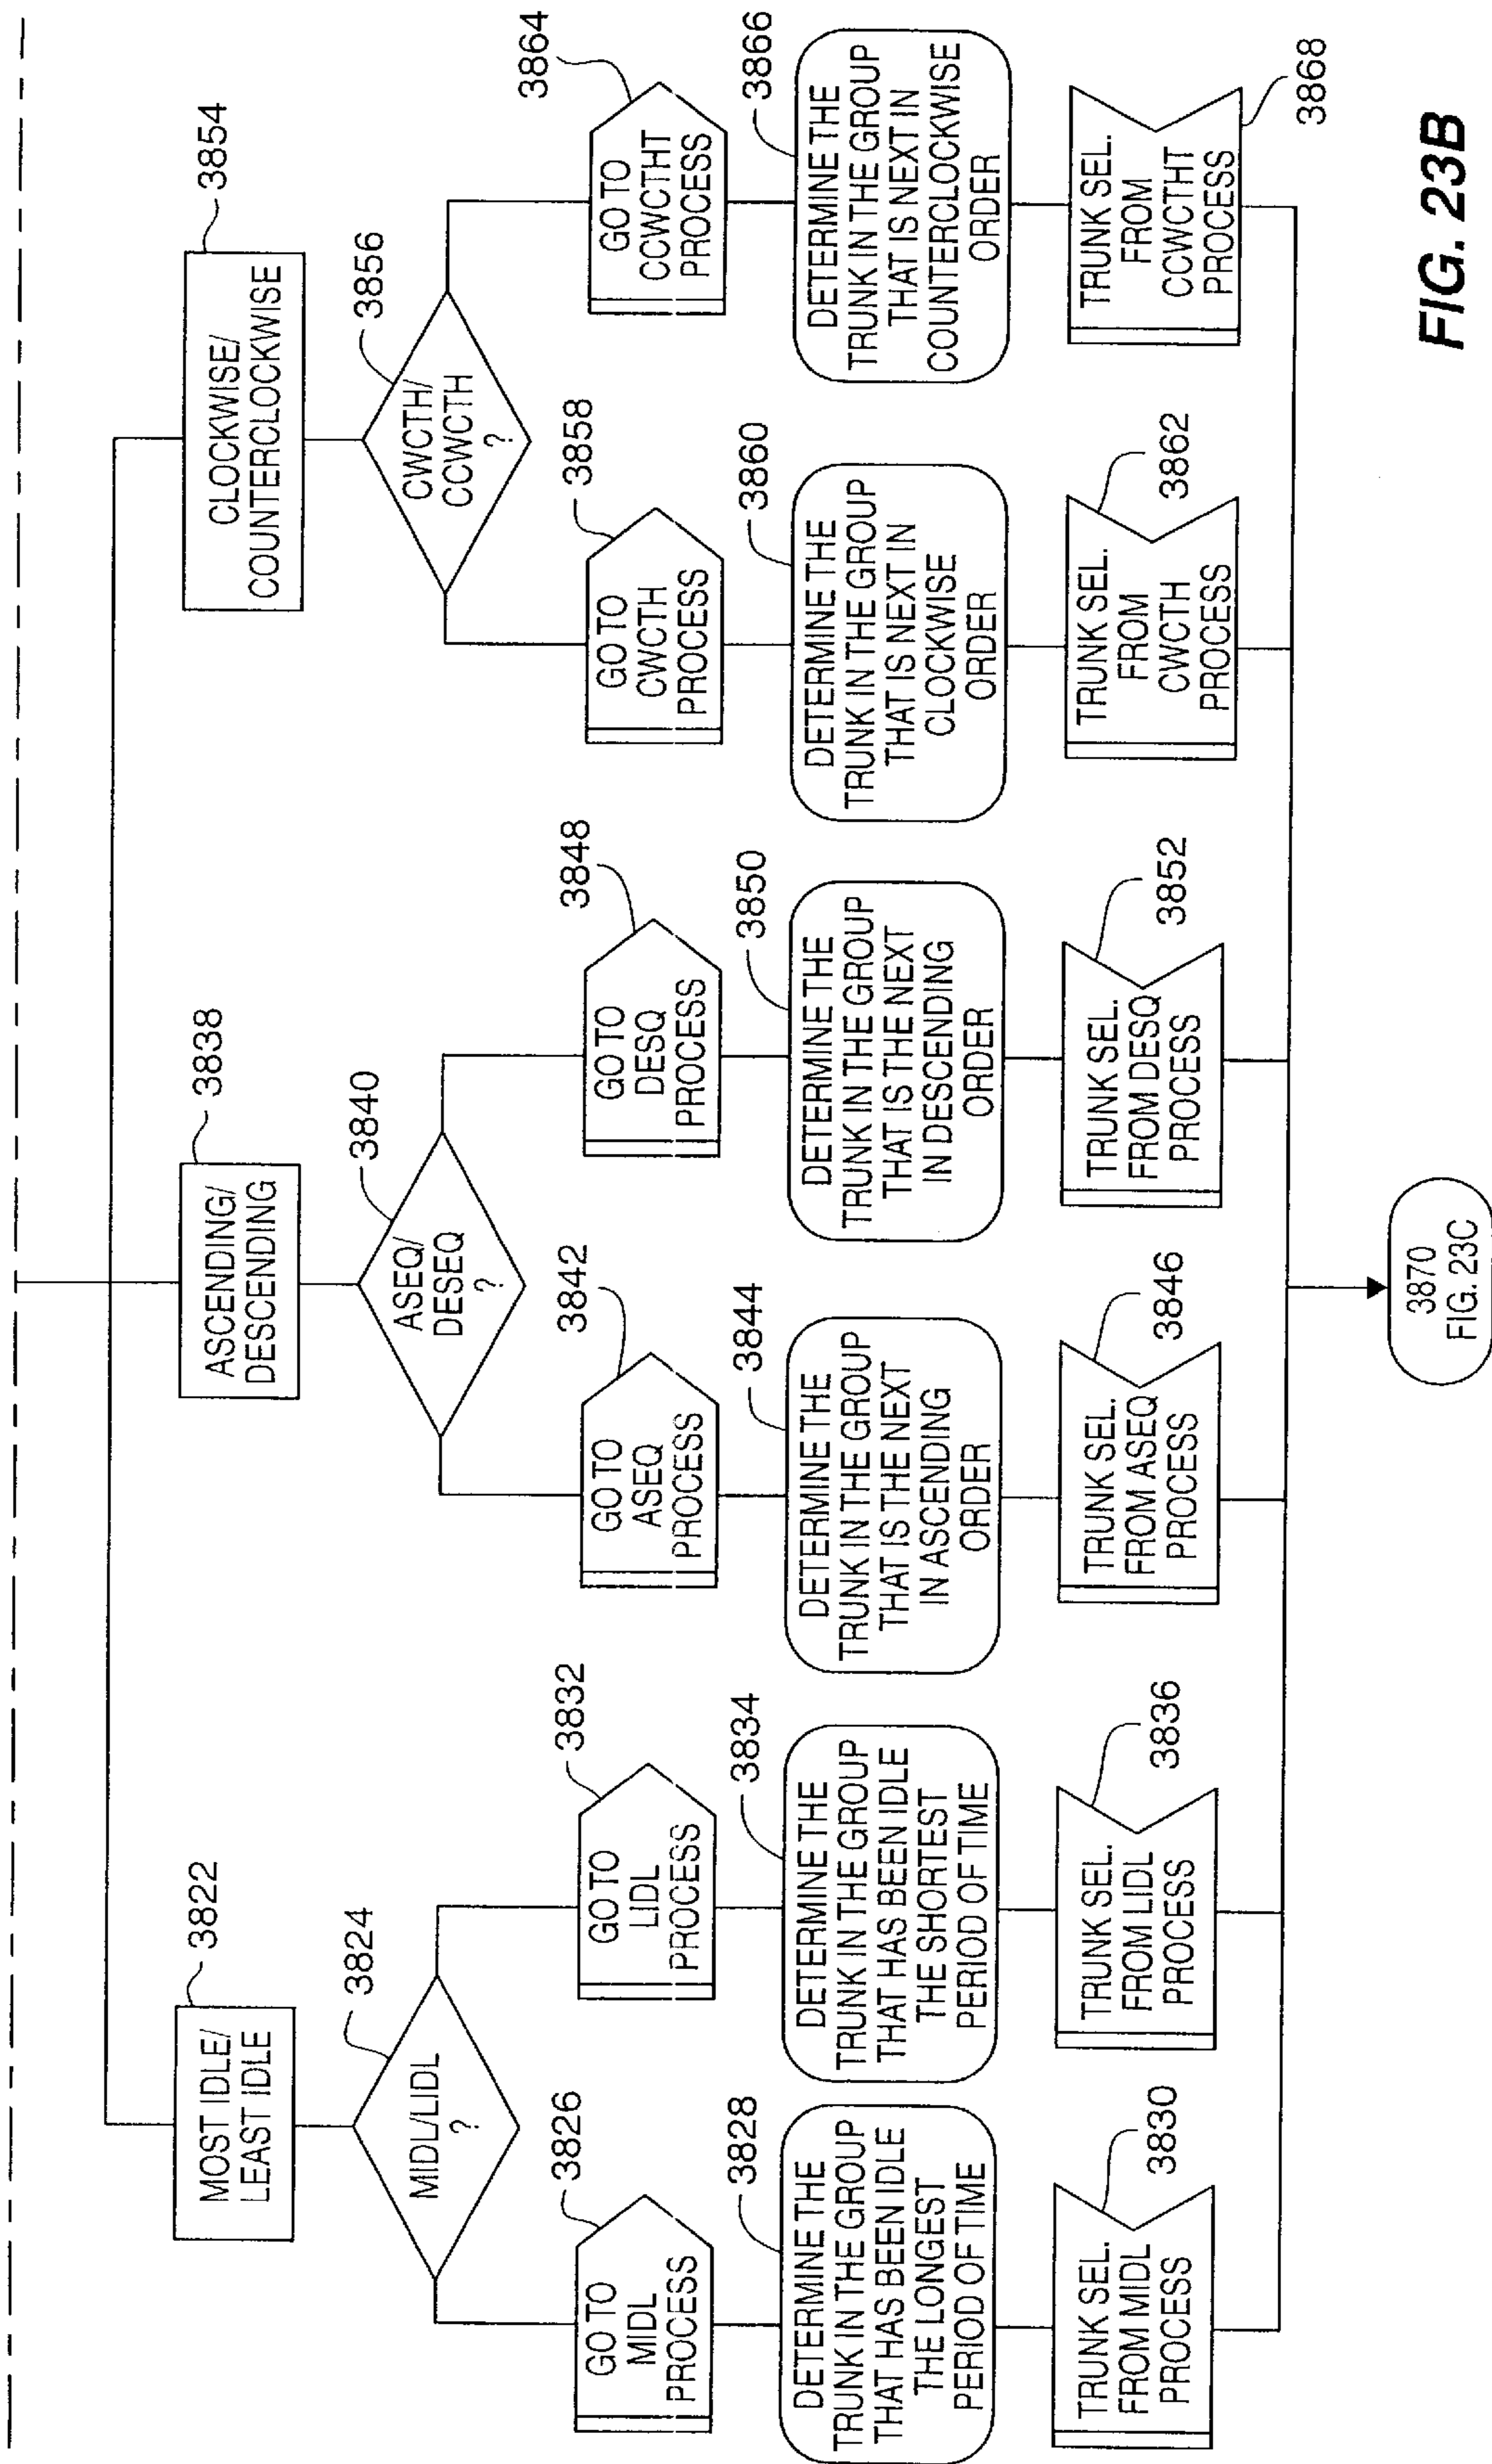 MOST IDLE/
LEAST IDLE
3822
MIDL/LIDL
?
3824
GO TO
MIDL
PROCESS
3826
DETERMINE THE
TRUNK IN THE GROUP
THAT HAS BEEN IDLE
THE LONGEST
PERIOD OF TIME
3828
TRUNK SEL.
FROM MIDL
PROCESS
3830
GO TO
LIDL
PROCESS
3832
DETERMINE THE
TRUNK IN THE GROUP
THAT HAS BEEN IDLE
THE SHORTEST
PERIOD OF TIME
3834
TRUNK SEL.
FROM LIDL
PROCESS
3836
ASCENDING/
DESCENDING
3838
ASEQ/
DESEQ
?
3840
GO TO
ASEQ
PROCESS
3842
DETERMINE THE
TRUNK IN THE GROUP
THAT IS THE NEXT
IN ASCENDING
ORDER
3844
TRUNK SEL.
FROM ASEQ
PROCESS
3846
GO TO
DESQ
PROCESS
3848
DETERMINE THE
TRUNK IN THE GROUP
THAT IS THE NEXT
IN DESCENDING
ORDER
3850
TRUNK SEL.
FROM DESQ
PROCESS
3852
CLOCKWISE/
COUNTERCLOCKWISE
3854
CWCTH/
CCWCTH
?
3856
GO TO
CWCTH
PROCESS
3858
DETERMINE THE
TRUNK IN THE GROUP
THAT IS NEXT IN
CLOCKWISE
ORDER
3860
TRUNK SEL.
FROM
CWCTH
PROCESS
3862
GO TO
CCWCTHT
PROCESS
3864
DETERMINE THE
TRUNK IN THE GROUP
THAT IS NEXT IN
COUNTERCLOCKWISE
ORDER
3866
TRUNK SEL.
FROM
CCWCTHT
PROCESS
3868
3870
FIG. 23C
FIG. 23B